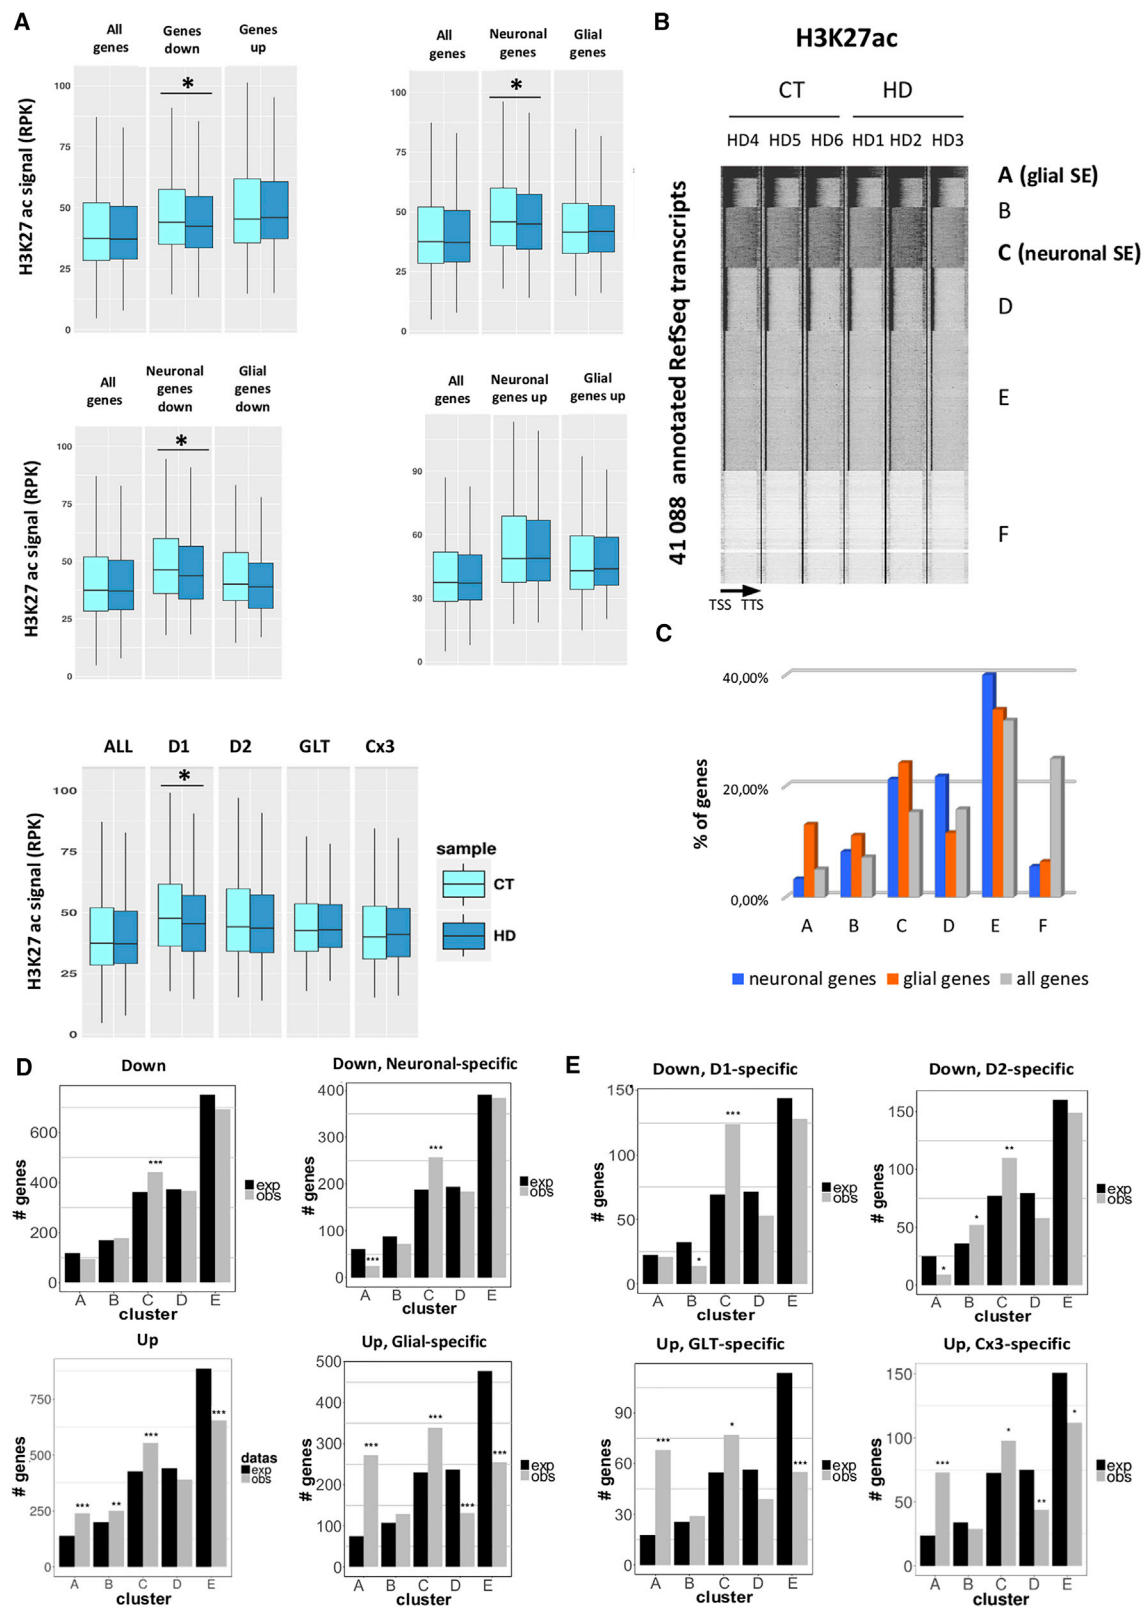 A
All genes
Genes down
Genes up
H3K27 ac signal (RPK)
100
75
50
25
0
*
All genes
Neuronal genes
Glial genes
100
75
50
25
0
*
All genes
Neuronal genes down
Glial genes down
H3K27 ac signal (RPK)
100
75
50
25
0
*
All genes
Neuronal genes up
Glial genes up
90
60
30
0
ALL
D1
D2
GLT
Cx3
H3K27 ac signal (RPK)
100
75
50
25
0
*
sample
CT
HD
B
H3K27ac
CT
HD
HD4 HD5 HD6 HD1 HD2 HD3
41 088 annotated RefSeq transcripts
A (glial SE)
B
C (neuronal SE)
D
E
F
TSS TTS
C
% of genes
40,00%
20,00%
0,00%
A B C D E F
neuronal genes glial genes all genes
D
Down
# genes
600
400
200
0
***
A B C D E
cluster
exp
obs
Down, Neuronal-specific
# genes
400
300
200
100
0
***
***
A B C D E
cluster
exp
obs
Up
# genes
750
500
250
0
***
**
***
***
A B C D E
cluster
datas
exp
obs
Up, Glial-specific
# genes
500
400
300
200
100
0
***
***
***
***
A B C D E
cluster
exp
obs
E
Down, D1-specific
# genes
150
100
50
0
*
***
A B C D E
cluster
exp
obs
Down, D2-specific
# genes
150
100
50
0
*
*
**
A B C D E
cluster
exp
obs
Up, GLT-specific
# genes
90
60
30
0
***
*
***
A B C D E
cluster
exp
obs
Up, Cx3-specific
# genes
150
100
50
0
***
*
**
*
A B C D E
cluster
exp
obs